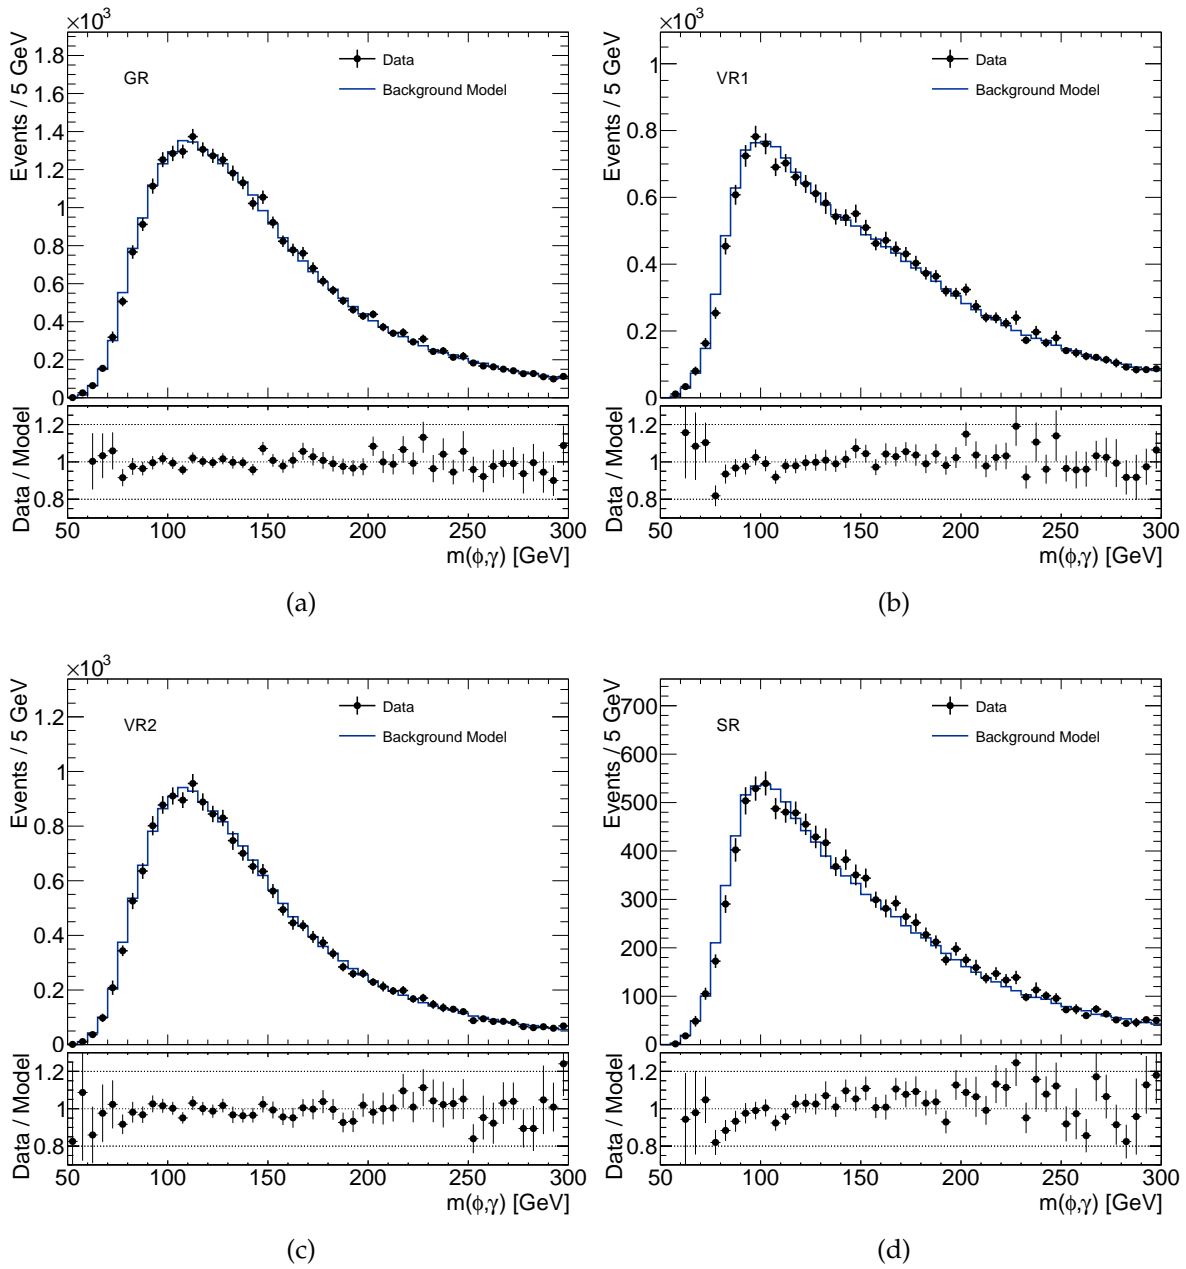 ×10³
Events / 5 GeV
GR
Data
Background Model
1.8
1.6
1.4
1.2
1
0.8
0.6
0.4
0.2
0
Data / Model
1.2
1
0.8
50 100 150 200 250 300
m(ϕ,γ) [GeV]
(a)
×10³
Events / 5 GeV
VR1
Data
Background Model
1
0.8
0.6
0.4
0.2
0
Data / Model
1.2
1
0.8
50 100 150 200 250 300
m(ϕ,γ) [GeV]
(b)
×10³
Events / 5 GeV
VR2
Data
Background Model
1.2
1
0.8
0.6
0.4
0.2
0
Data / Model
1.2
1
0.8
50 100 150 200 250 300
m(ϕ,γ) [GeV]
(c)
Events / 5 GeV
SR
Data
Background Model
700
600
500
400
300
200
100
0
Data / Model
1.2
1
0.8
50 100 150 200 250 300
m(ϕ,γ) [GeV]
(d)